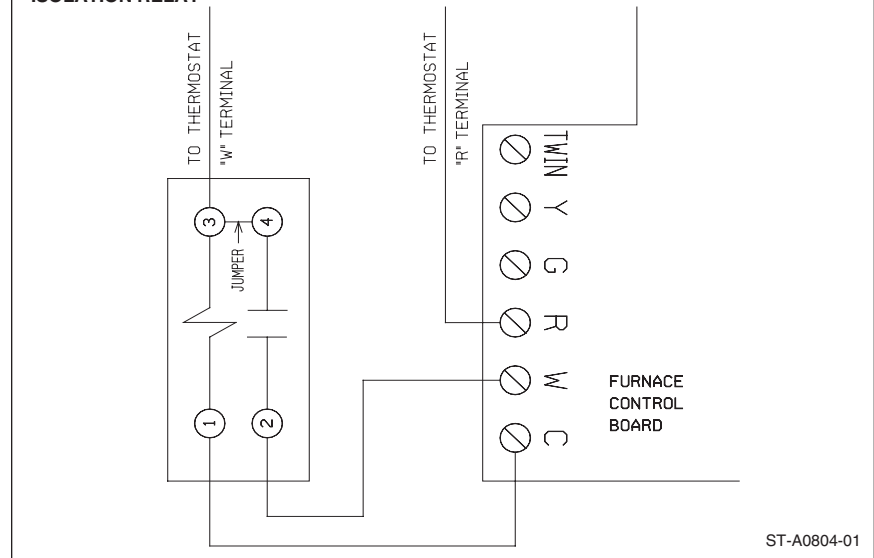 ISOLATION RELAY
TO THERMOSTAT
"W" TERMINAL
TO THERMOSTAT
"R" TERMINAL
3
4
JUMPER
1
2
TWIN
Y
G
R
W
C
FURNACE
CONTROL
BOARD
ST-A0804-01